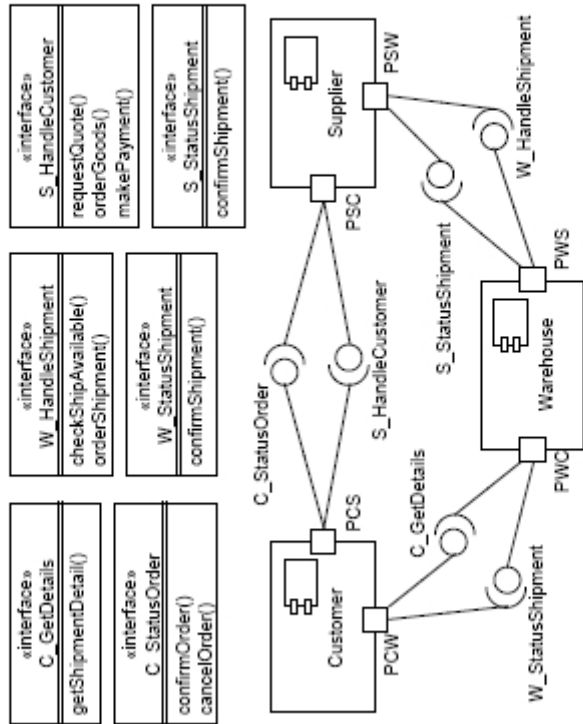 «interface»
C_GetDetails
getShipmentDetail()
«interface»
W_HandleShipment
checkShipAvailable()
orderShipment()
«interface»
S_HandleCustomer
requestQuote()
orderGoods()
makePayment()
«interface»
C_StatusOrder
confirmOrder()
cancelOrder()
«interface»
W_StatusShipment
confirmShipment()
«interface»
S_StatusShipment
confirmShipment()
C_StatusOrder
Customer
PCS
PSC
Supplier
S_HandleCustomer
PCW
PSW
C_GetDetails
S_StatusShipment
W_StatusShipment
W_HandleShipment
PWC
PWS
Warehouse